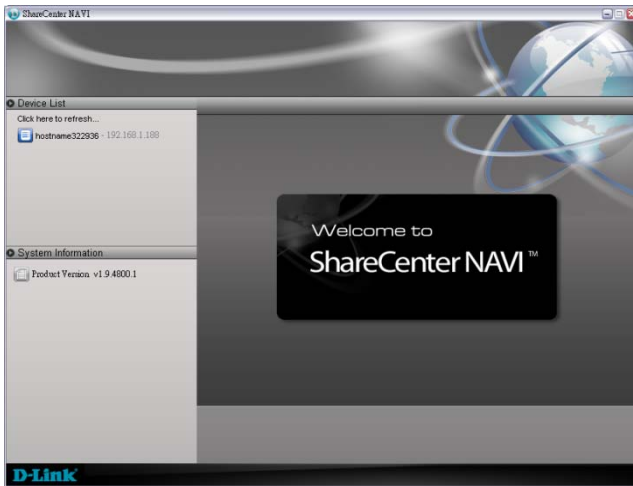 ShareCenter NAVI
Device List
Click here to refresh...
hostname322936 - 192.168.1.188
System Information
Product Version v1.9.4800.1
Welcome to
ShareCenter NAVI™
D-Link